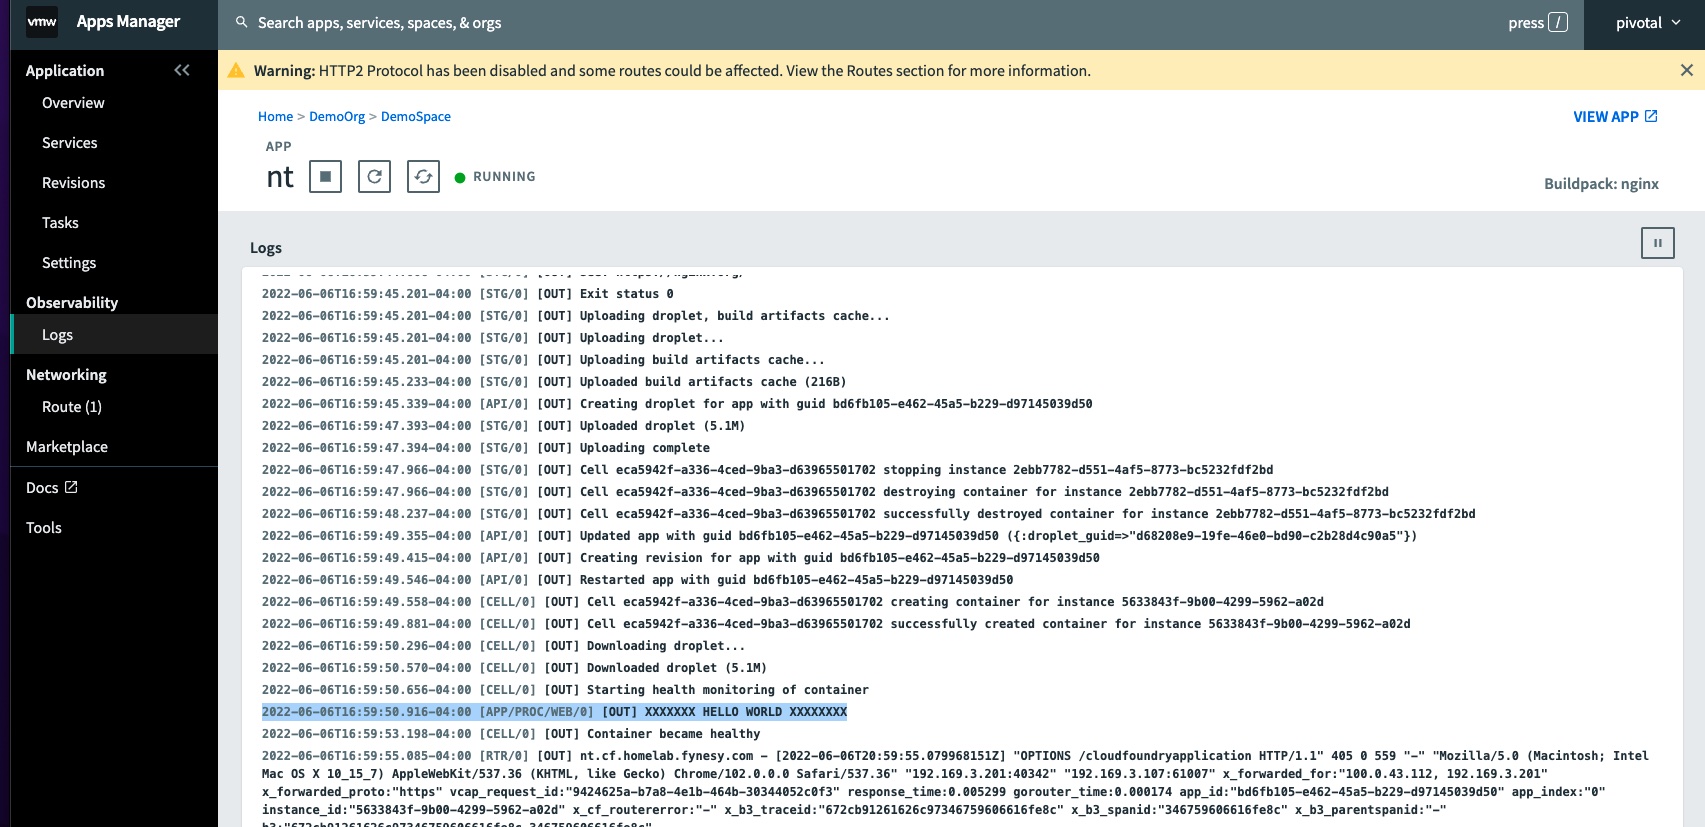 vmw Apps Manager
Search apps, services, spaces, & orgs
press /
pivotal
Application
Overview
Services
Revisions
Tasks
Settings
Observability
Logs
Networking
Route (1)
Marketplace
Docs
Tools
Warning: HTTP2 Protocol has been disabled and some routes could be affected. View the Routes section for more information.
Home > DemoOrg > DemoSpace
VIEW APP
APP
nt
RUNNING
Buildpack: nginx
Logs
2022-06-06T16:59:45.201-04:00 [STG/0] [OUT] Exit status 0
2022-06-06T16:59:45.201-04:00 [STG/0] [OUT] Uploading droplet, build artifacts cache...
2022-06-06T16:59:45.201-04:00 [STG/0] [OUT] Uploading droplet...
2022-06-06T16:59:45.201-04:00 [STG/0] [OUT] Uploading build artifacts cache...
2022-06-06T16:59:45.233-04:00 [STG/0] [OUT] Uploaded build artifacts cache (216B)
2022-06-06T16:59:45.339-04:00 [API/0] [OUT] Creating droplet for app with guid bd6fb105-e462-45a5-b229-d97145039d50
2022-06-06T16:59:47.393-04:00 [STG/0] [OUT] Uploaded droplet (5.1M)
2022-06-06T16:59:47.394-04:00 [STG/0] [OUT] Uploading complete
2022-06-06T16:59:47.966-04:00 [STG/0] [OUT] Cell eca5942f-a336-4ced-9ba3-d63965501702 stopping instance 2ebb7782-d551-4af5-8773-bc5232fdf2bd
2022-06-06T16:59:47.966-04:00 [STG/0] [OUT] Cell eca5942f-a336-4ced-9ba3-d63965501702 destroying container for instance 2ebb7782-d551-4af5-8773-bc5232fdf2bd
2022-06-06T16:59:48.237-04:00 [STG/0] [OUT] Cell eca5942f-a336-4ced-9ba3-d63965501702 successfully destroyed container for instance 2ebb7782-d551-4af5-8773-bc5232fdf2bd
2022-06-06T16:59:49.355-04:00 [API/0] [OUT] Updated app with guid bd6fb105-e462-45a5-b229-d97145039d50 ({:droplet_guid=>"d68208e9-19fe-46e0-bd90-c2b28d4c90a5"})
2022-06-06T16:59:49.415-04:00 [API/0] [OUT] Creating revision for app with guid bd6fb105-e462-45a5-b229-d97145039d50
2022-06-06T16:59:49.546-04:00 [API/0] [OUT] Restarted app with guid bd6fb105-e462-45a5-b229-d97145039d50
2022-06-06T16:59:49.558-04:00 [CELL/0] [OUT] Cell eca5942f-a336-4ced-9ba3-d63965501702 creating container for instance 5633843f-9b00-4299-5962-a02d
2022-06-06T16:59:49.881-04:00 [CELL/0] [OUT] Cell eca5942f-a336-4ced-9ba3-d63965501702 successfully created container for instance 5633843f-9b00-4299-5962-a02d
2022-06-06T16:59:50.296-04:00 [CELL/0] [OUT] Downloading droplet...
2022-06-06T16:59:50.570-04:00 [CELL/0] [OUT] Downloaded droplet (5.1M)
2022-06-06T16:59:50.656-04:00 [CELL/0] [OUT] Starting health monitoring of container
2022-06-06T16:59:50.916-04:00 [APP/PROC/WEB/0] [OUT] XXXXXXX HELLO WORLD XXXXXXXX
2022-06-06T16:59:53.198-04:00 [CELL/0] [OUT] Container became healthy
2022-06-06T16:59:55.085-04:00 [RTR/0] [OUT] nt.cf.homelab.fynesy.com - [2022-06-06T20:59:55.079968151Z] "OPTIONS /cloudfoundryapplication HTTP/1.1" 405 0 559 "-" "Mozilla/5.0 (Macintosh; Intel
Mac OS X 10_15_7) AppleWebKit/537.36 (KHTML, like Gecko) Chrome/102.0.0.0 Safari/537.36" "192.169.3.201:40342" "192.169.3.107:61007" x_forwarded_for:"100.0.43.112, 192.169.3.201"
x_forwarded_proto:"https" vcap_request_id:"9424625a-b7a8-4e1b-464b-30344052c0f3" response_time:0.005299 gorouter_time:0.000174 app_id:"bd6fb105-e462-45a5-b229-d97145039d50" app_index:"0"
instance_id:"5633843f-9b00-4299-5962-a02d" x_cf_routererror:"-" x_b3_traceid:"672cb91261626c97346759606616fe8c" x_b3_spanid:"346759606616fe8c" x_b3_parentspanid:"-"